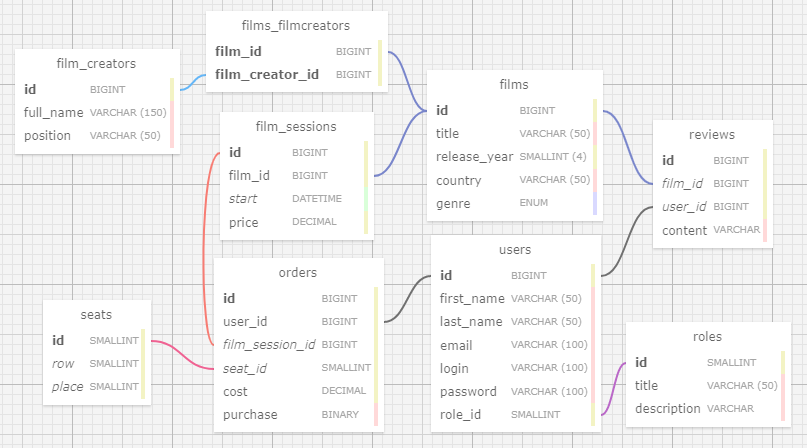 films_filmcreators
film_id BIGINT
film_creator_id BIGINT
film_creators
id BIGINT
full_name VARCHAR (150)
position VARCHAR (50)
films
id BIGINT
title VARCHAR (50)
release_year SMALLINT (4)
country VARCHAR (50)
genre ENUM
film_sessions
id BIGINT
film_id BIGINT
start DATETIME
price DECIMAL
reviews
id BIGINT
film_id BIGINT
user_id BIGINT
content VARCHAR
users
id BIGINT
first_name VARCHAR (50)
last_name VARCHAR (50)
email VARCHAR (100)
login VARCHAR (100)
password VARCHAR (100)
role_id SMALLINT
orders
id BIGINT
user_id BIGINT
film_session_id BIGINT
seat_id SMALLINT
cost DECIMAL
purchase BINARY
seats
id SMALLINT
row SMALLINT
place SMALLINT
roles
id SMALLINT
title VARCHAR (50)
description VARCHAR